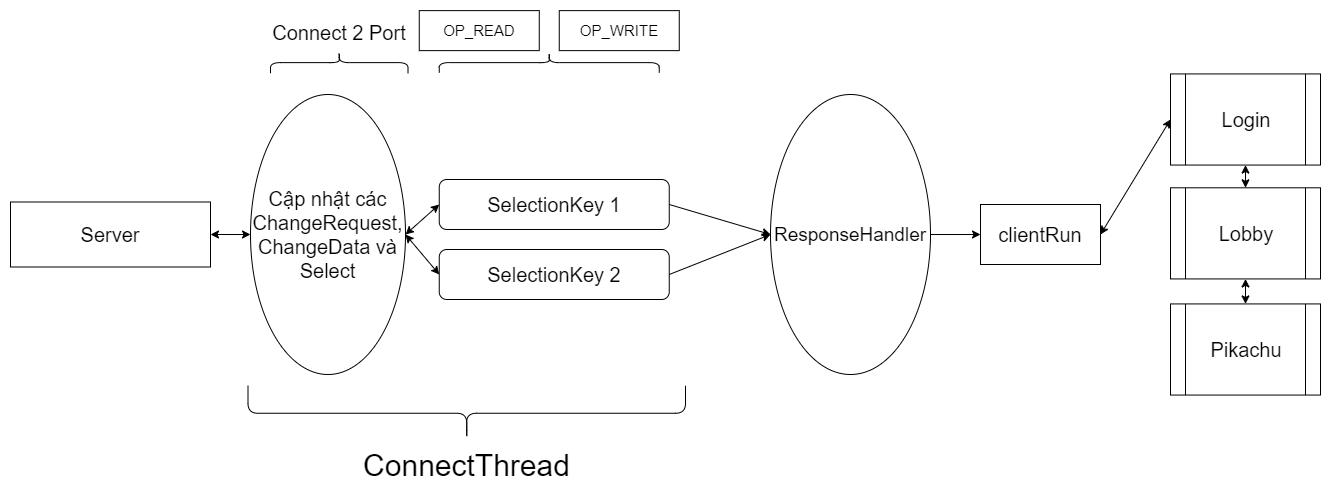 Connect 2 Port
OP_READ
OP_WRITE
Server
Cập nhật các
ChangeRequest,
ChangeData và
Select
SelectionKey 1
SelectionKey 2
ResponseHandler
clientRun
Login
Lobby
Pikachu
ConnectThread